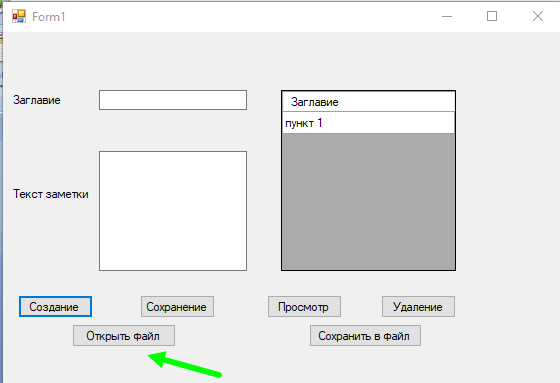 Form1
Заглавие
Заглавие
пункт 1
Текст заметки
Создание
Сохранение
Просмотр
Удаление
Открыть файл
Сохранить в файл